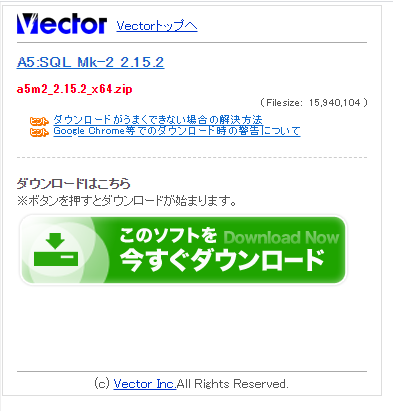 Vector Vectorトップへ
A5:SQL Mk-2 2.15.2
a5m2_2.15.2_x64.zip
( Filesize: 15,940,104 )
ダウンロードがうまくできない場合の解決方法
Google Chrome等でのダウンロード時の警告について
ダウンロードはこちら
※ボタンを押すとダウンロードが始まります。
このソフトを Download Now
今すぐダウンロード
(c) Vector Inc.All Rights Reserved.